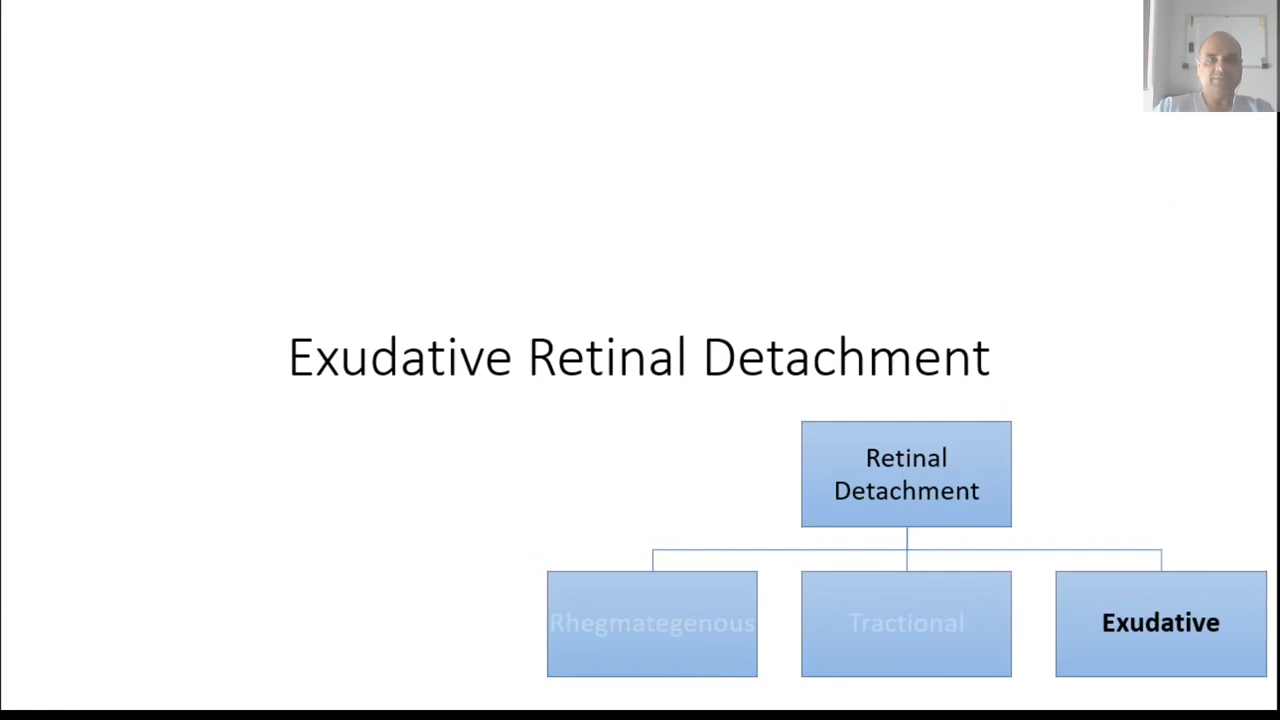 Exudative Retinal Detachment
Retinal
Detachment
Rhegmategenous
Tractional
Exudative